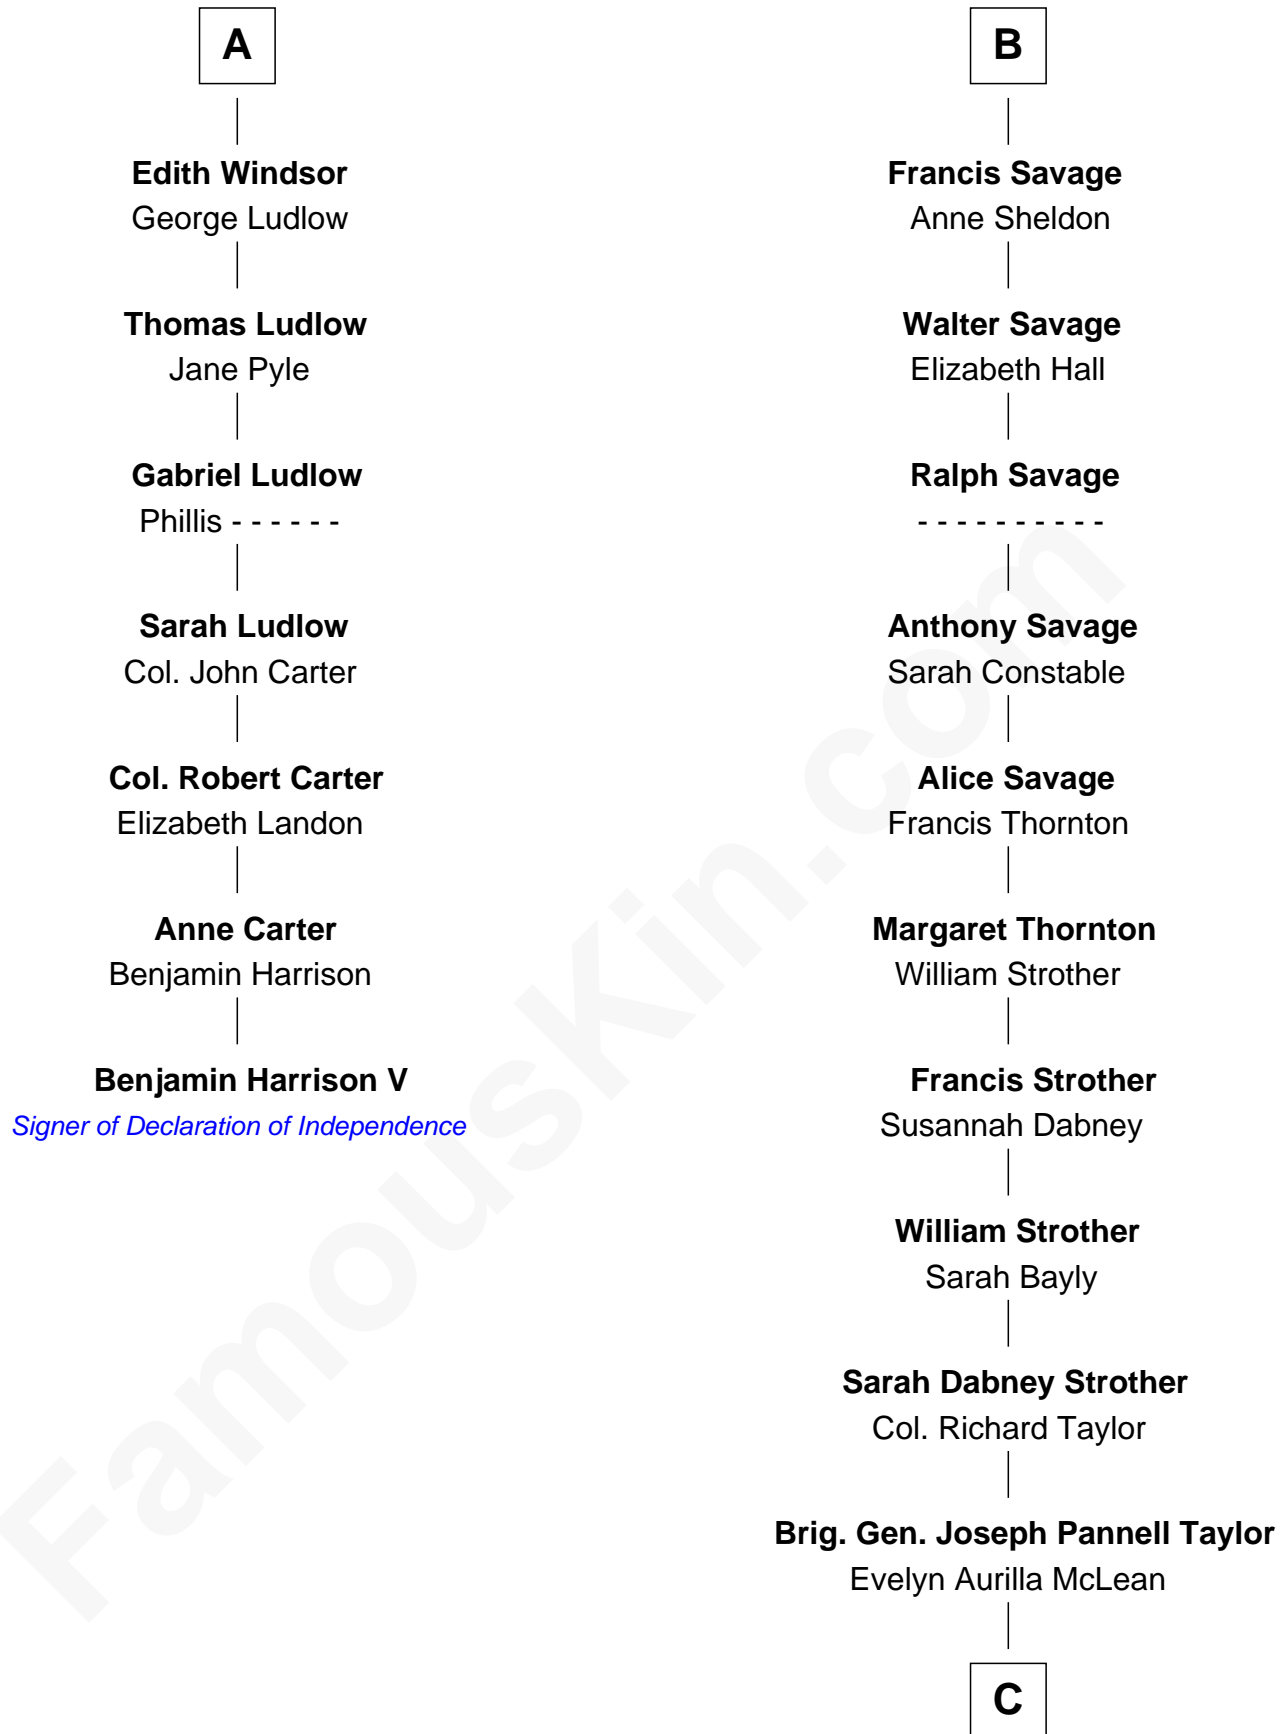 A
Edith Windsor
George Ludlow
Thomas Ludlow
Jane Pyle
Gabriel Ludlow
Phillis - - - - - -
Sarah Ludlow
Col. John Carter
Col. Robert Carter
Elizabeth Landon
Anne Carter
Benjamin Harrison
Benjamin Harrison V
Signer of Declaration of Independence
B
Francis Savage
Anne Sheldon
Walter Savage
Elizabeth Hall
Ralph Savage
- - - - - - - - - -
Anthony Savage
Sarah Constable
Alice Savage
Francis Thornton
Margaret Thornton
William Strother
Francis Strother
Susannah Dabney
William Strother
Sarah Bayly
Sarah Dabney Strother
Col. Richard Taylor
Brig. Gen. Joseph Pannell Taylor
Evelyn Aurilla McLean
C
FamousKin.com